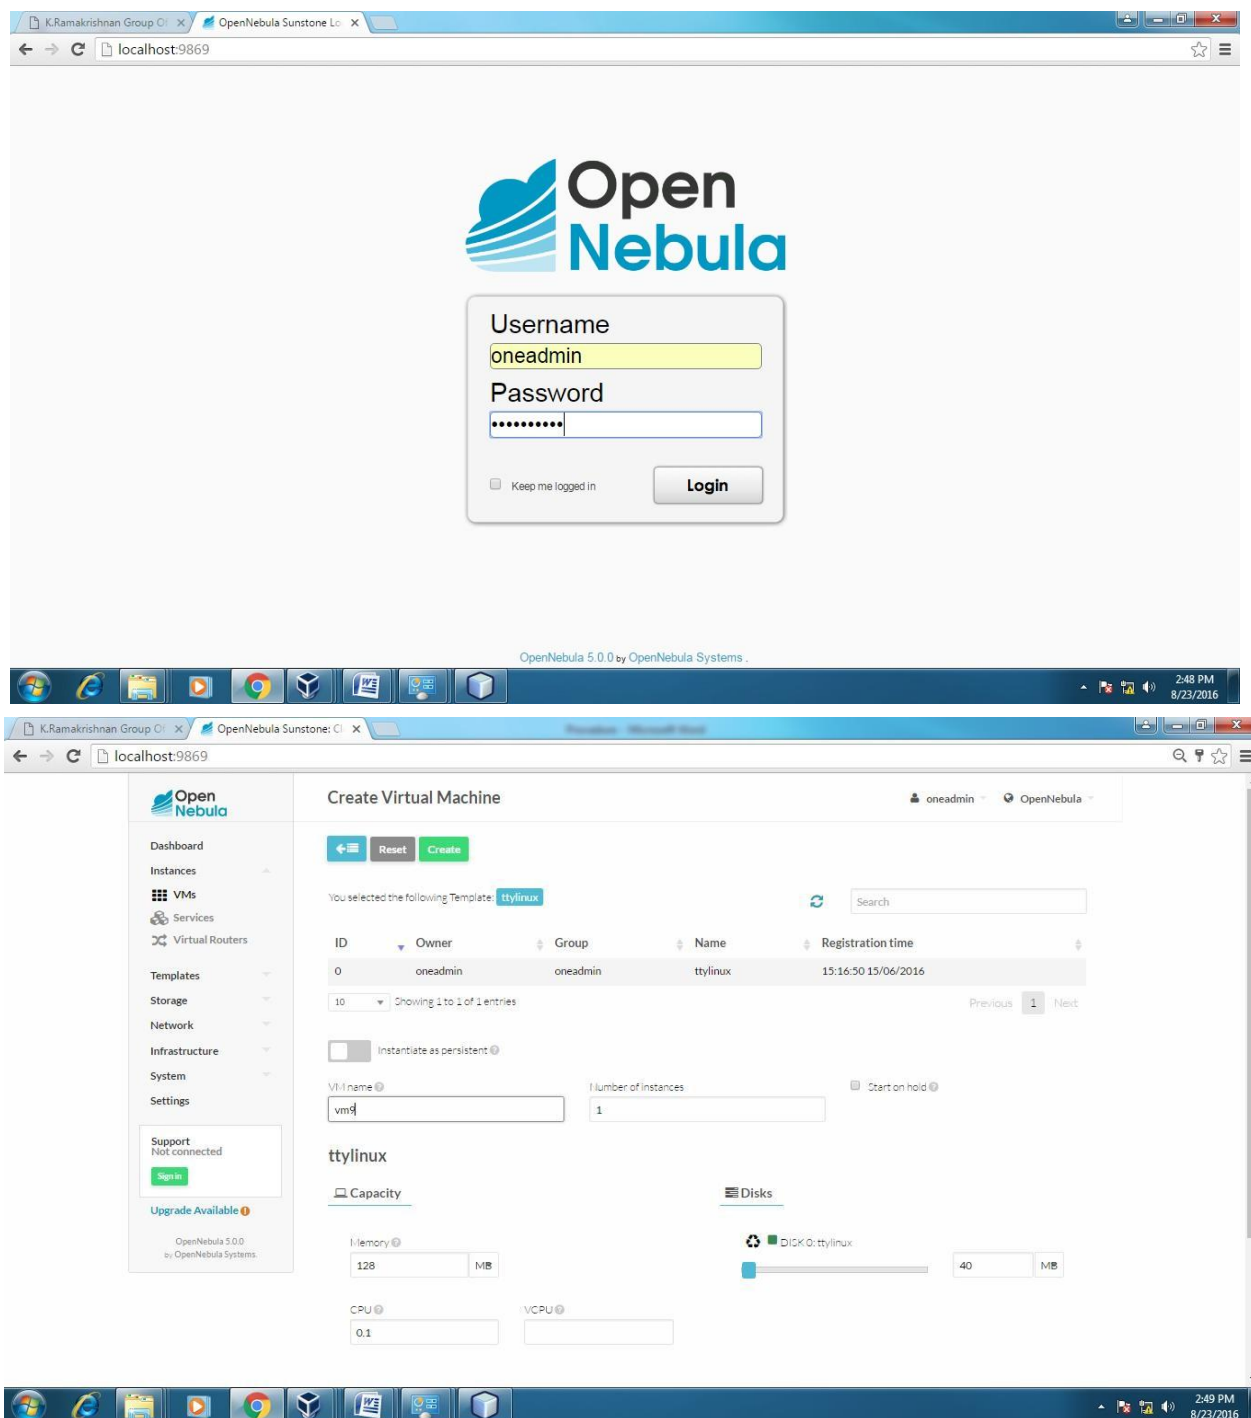 K.Ramakrishnan Group Of
OpenNebula Sunstone Lo
localhost:9869
Open
Nebula
Username
oneadmin
Password
Keep me logged in
Login
OpenNebula 5.0.0 by OpenNebula Systems .
2:48 PM
8/23/2016
K.Ramakrishnan Group Of
OpenNebula Sunstone: Cl
Procedure - Microsoft Word
localhost:9869
Open
Nebula
Create Virtual Machine
oneadmin
OpenNebula
Dashboard
Instances
VMs
Services
Virtual Routers
Templates
Storage
Network
Infrastructure
System
Settings
Support
Not connected
Sign in
Upgrade Available
OpenNebula 5.0.0
by OpenNebula Systems.
Reset
Create
You selected the following Template: ttylinux
Search
ID Owner Group Name Registration time
0 oneadmin oneadmin ttylinux 15:16:50 15/06/2016
10 Showing 1 to 1 of 1 entries
Previous 1 Next
Instantiate as persistent
VM name
Number of instances
Start on hold
vm9
1
ttylinux
Capacity
Disks
Memory
DISK 0: ttylinux
128 MB
40 MB
CPU
VCPU
0.1
2:49 PM
8/23/2016